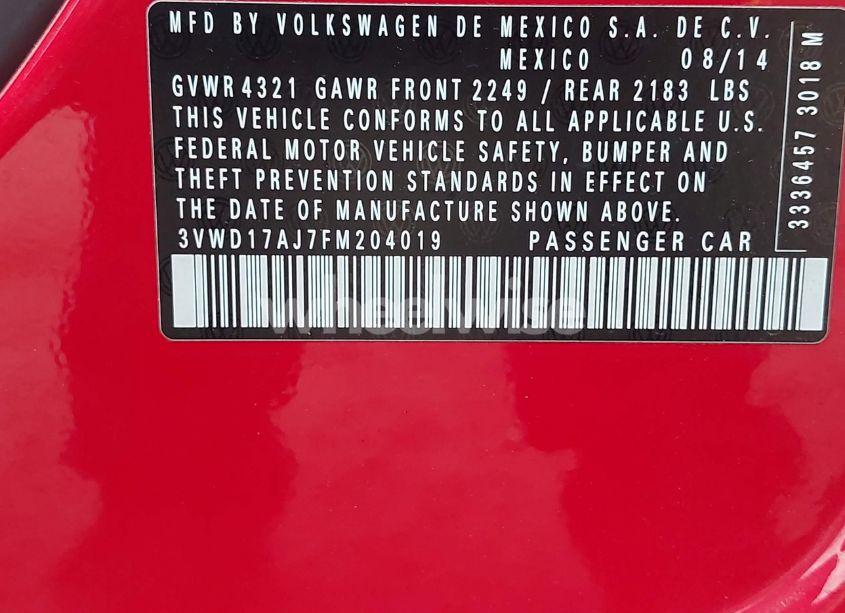 MFD BY VOLKSWAGEN DE MEXICO S.A. DE C.V.
MEXICO 08/14
GVWR 4321 GAWR FRONT 2249 / REAR 2183 LBS
THIS VEHICLE CONFORMS TO ALL APPLICABLE U.S.
FEDERAL MOTOR VEHICLE SAFETY, BUMPER AND
THEFT PREVENTION STANDARDS IN EFFECT ON
THE DATE OF MANUFACTURE SHOWN ABOVE.
3VWD17AJ7FM204019 PASSENGER CAR
3336457 3018 M
wheelwise